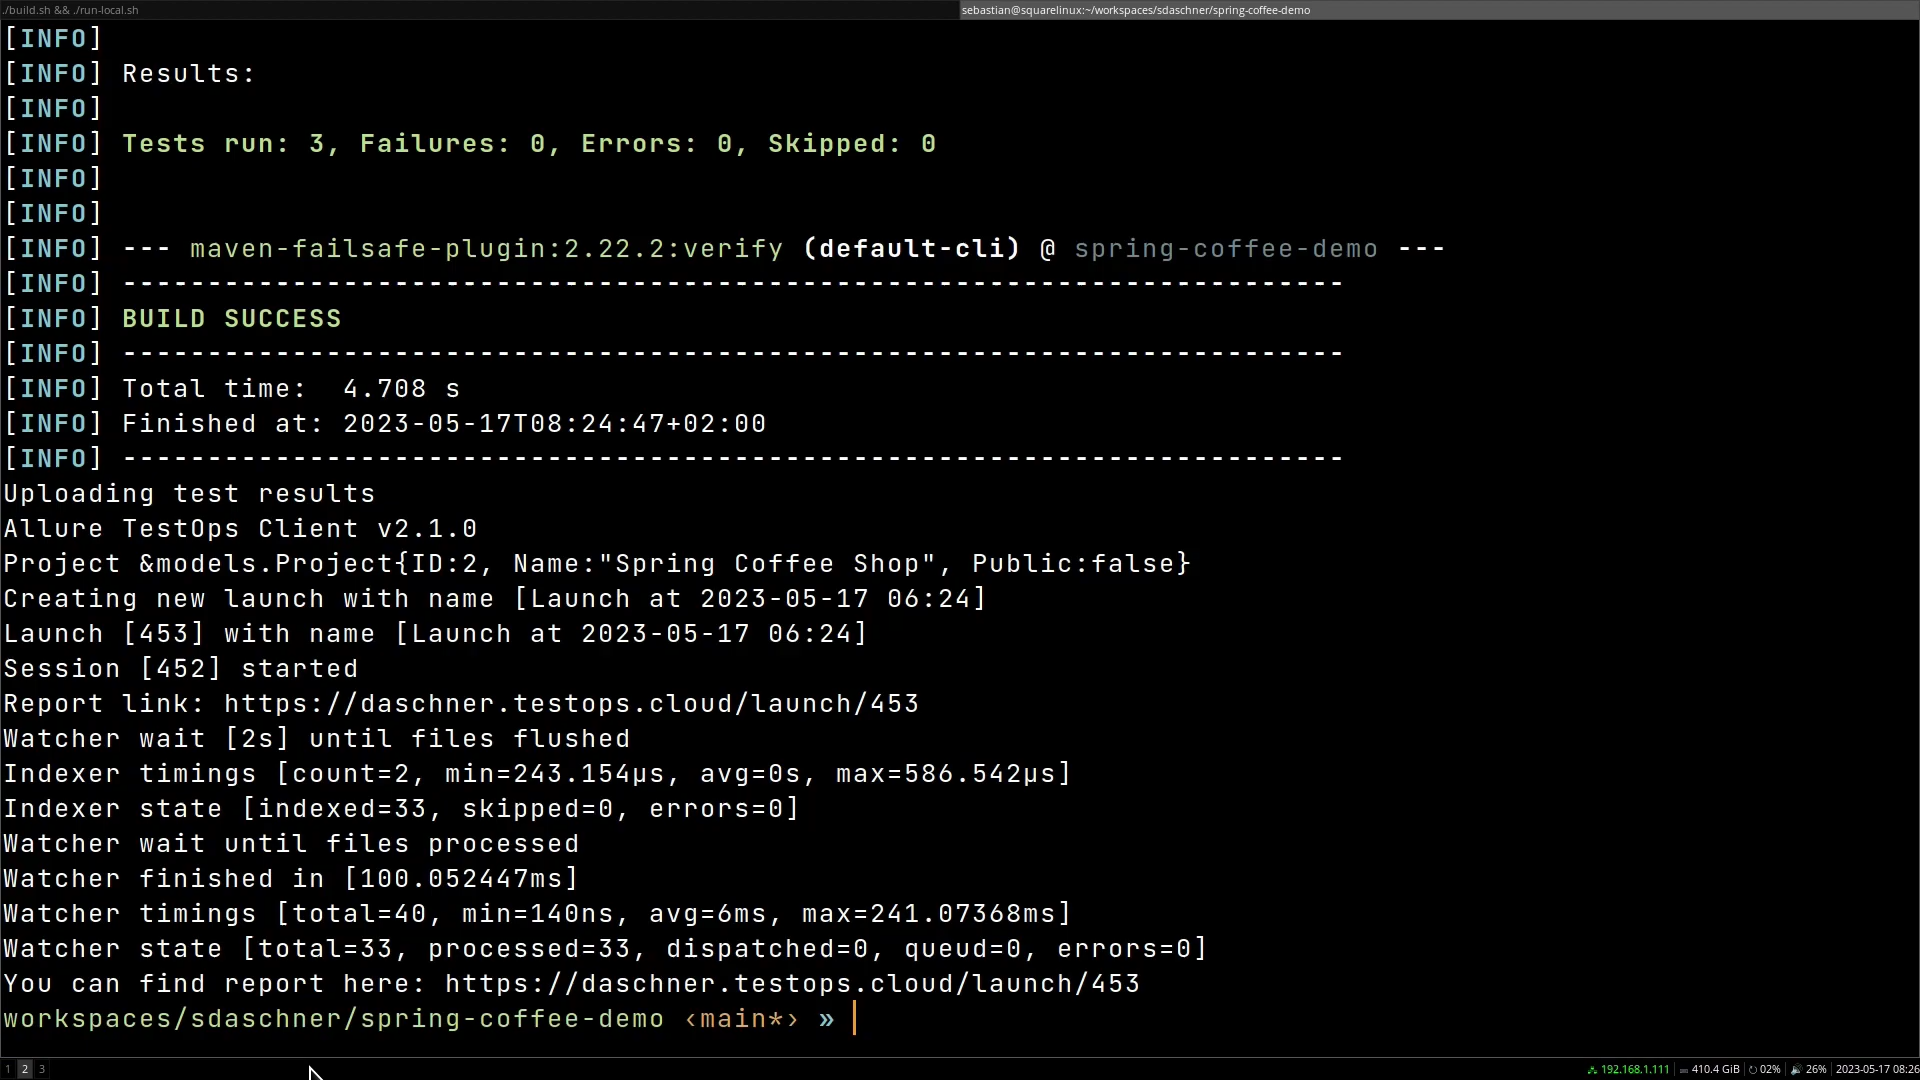 ./build.sh && ./run-local.sh
sebastian@squarelinux:~/workspaces/sdaschner/spring-coffee-demo
[INFO]
[INFO] Results:
[INFO]
[INFO] Tests run: 3, Failures: 0, Errors: 0, Skipped: 0
[INFO]
[INFO]
[INFO] --- maven-failsafe-plugin:2.22.2:verify (default-cli) @ spring-coffee-demo ---
[INFO] ------------------------------------------------------------------------
[INFO] BUILD SUCCESS
[INFO] ------------------------------------------------------------------------
[INFO] Total time:  4.708 s
[INFO] Finished at: 2023-05-17T08:24:47+02:00
[INFO] ------------------------------------------------------------------------
Uploading test results
Allure TestOps Client v2.1.0
Project &models.Project{ID:2, Name:"Spring Coffee Shop", Public:false}
Creating new launch with name [Launch at 2023-05-17 06:24]
Launch [453] with name [Launch at 2023-05-17 06:24]
Session [452] started
Report link: https://daschner.testops.cloud/launch/453
Watcher wait [2s] until files flushed
Indexer timings [count=2, min=243.154µs, avg=0s, max=586.542µs]
Indexer state [indexed=33, skipped=0, errors=0]
Watcher wait until files processed
Watcher finished in [100.052447ms]
Watcher timings [total=40, min=140ns, avg=6ms, max=241.07368ms]
Watcher state [total=33, processed=33, dispatched=0, queud=0, errors=0]
You can find report here: https://daschner.testops.cloud/launch/453
workspaces/sdaschner/spring-coffee-demo ‹main*› »
1 2 3
192.168.1.111 410.4 GiB 02% 26% 2023-05-17 08:26